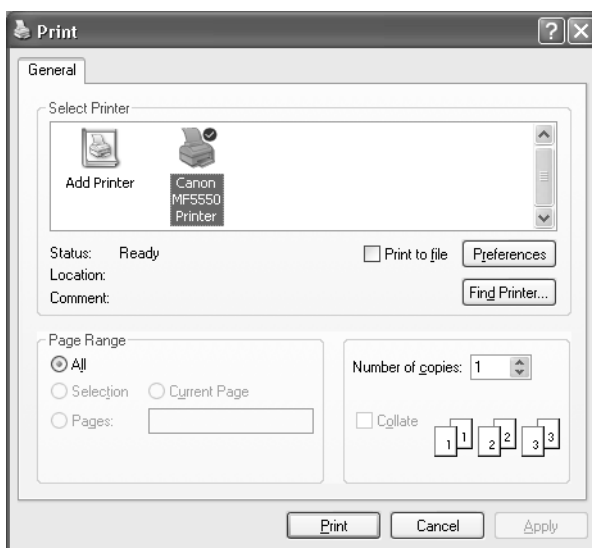 Print
General
Select Printer
Add Printer
Canon
MF5550
Printer
Status: Ready
Location:
Comment:
Print to file
Preferences
Find Printer...
Page Range
All
Selection
Current Page
Pages:
Number of copies: 1
Collate
1 1 2 2 3 3
Print
Cancel
Apply